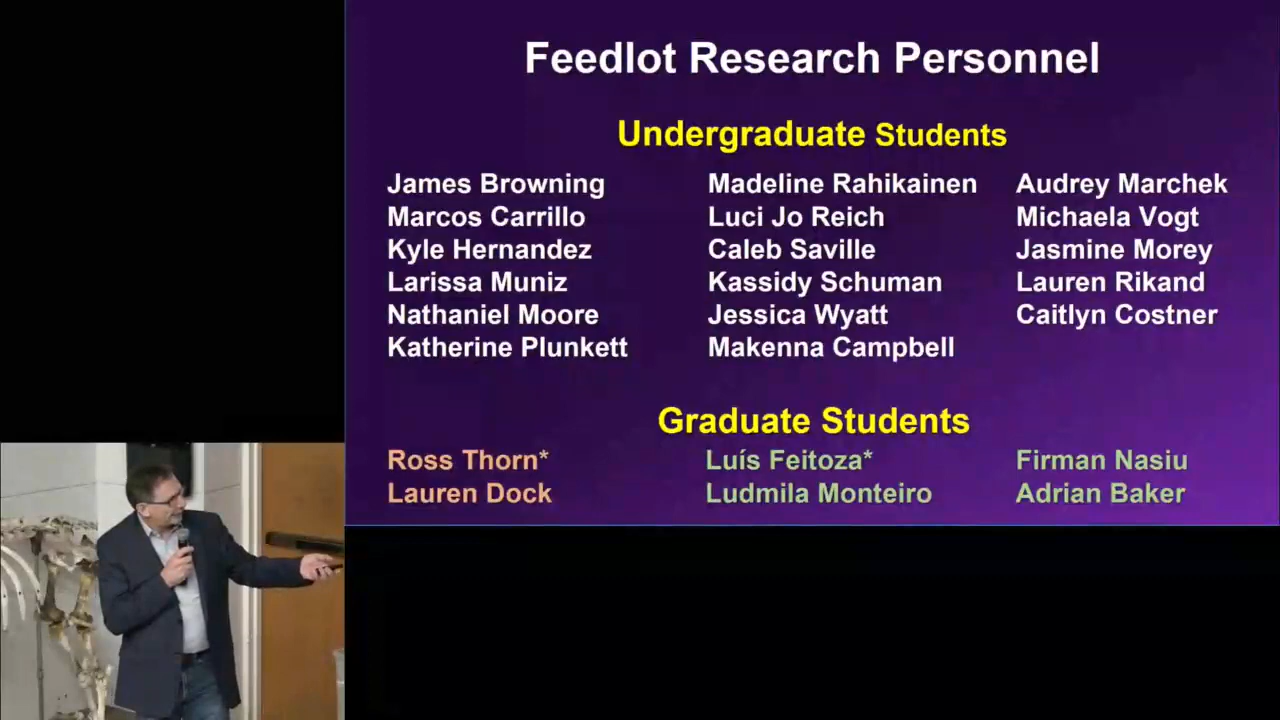 Feedlot Research Personnel
Undergraduate Students
James Browning
Marcos Carrillo
Kyle Hernandez
Larissa Muniz
Nathaniel Moore
Katherine Plunkett
Madeline Rahikainen
Luci Jo Reich
Caleb Saville
Kassidy Schuman
Jessica Wyatt
Makenna Campbell
Audrey Marchek
Michaela Vogt
Jasmine Morey
Lauren Rikand
Caitlyn Costner
Graduate Students
Ross Thorn*
Lauren Dock
Luís Feitoza*
Ludmila Monteiro
Firman Nasiu
Adrian Baker